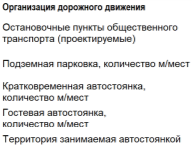 Организация дорожного движения
Остановочные пункты общественного
транспорта (проектируемые)
Подземная парковка, количество м/мест
Кратковременная автостоянка,
количество м/мест
Гостевая автостоянка,
количество м/мест
Территория занимаемая автостоянкой